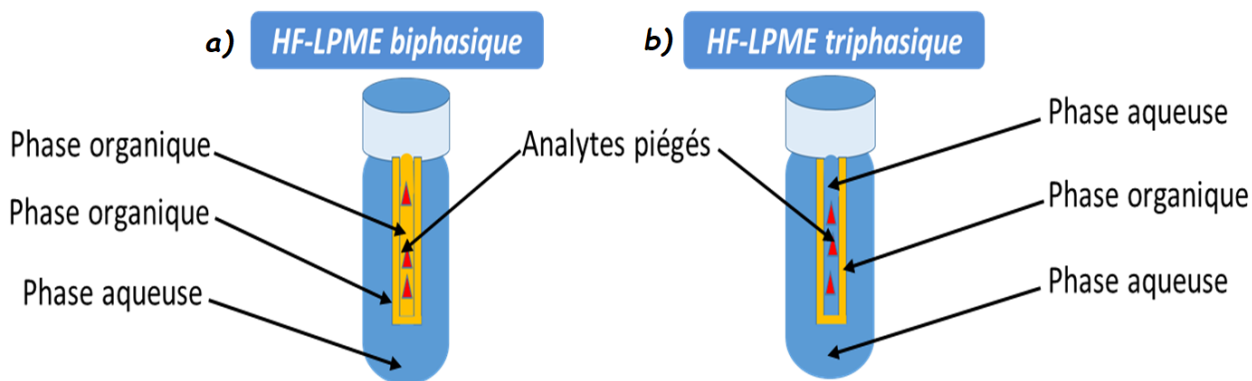 a) HF-LPME biphasique
b) HF-LPME triphasique
Phase organique
Phase organique
Phase aqueuse
Analytes piégés
Phase aqueuse
Phase organique
Phase aqueuse